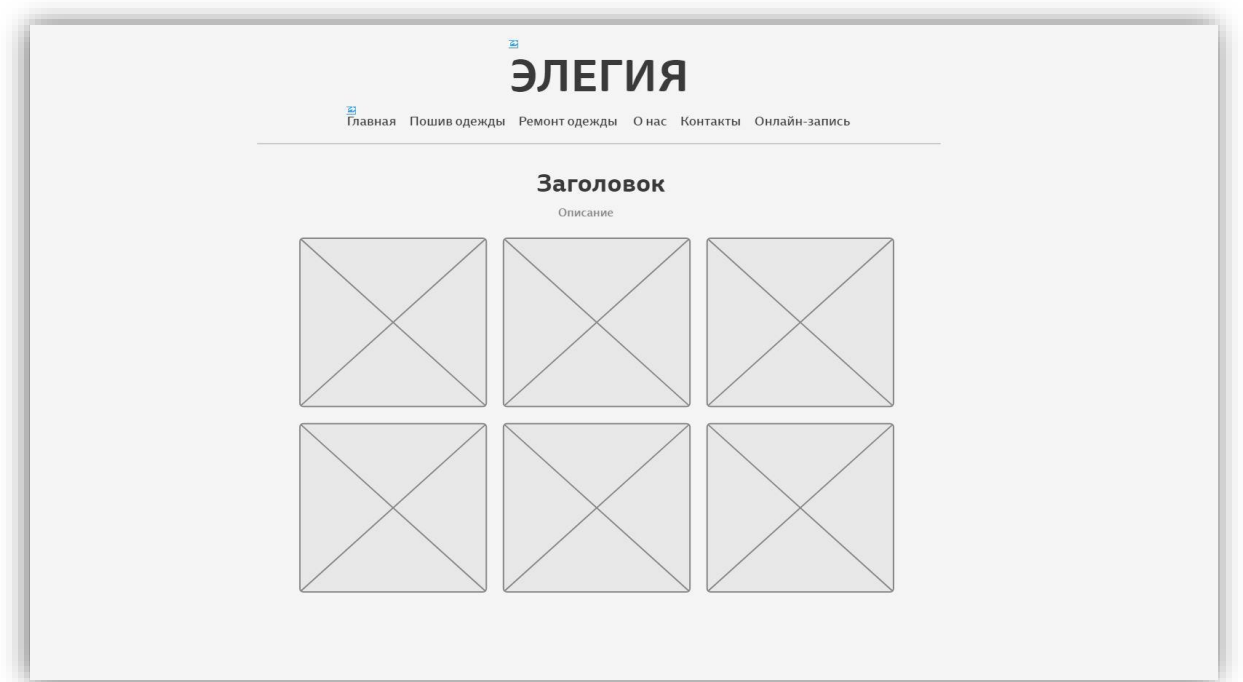 ЭЛЕГИЯ
Главная Пошив одежды Ремонт одежды О нас Контакты Онлайн-запись
Заголовок
Описание